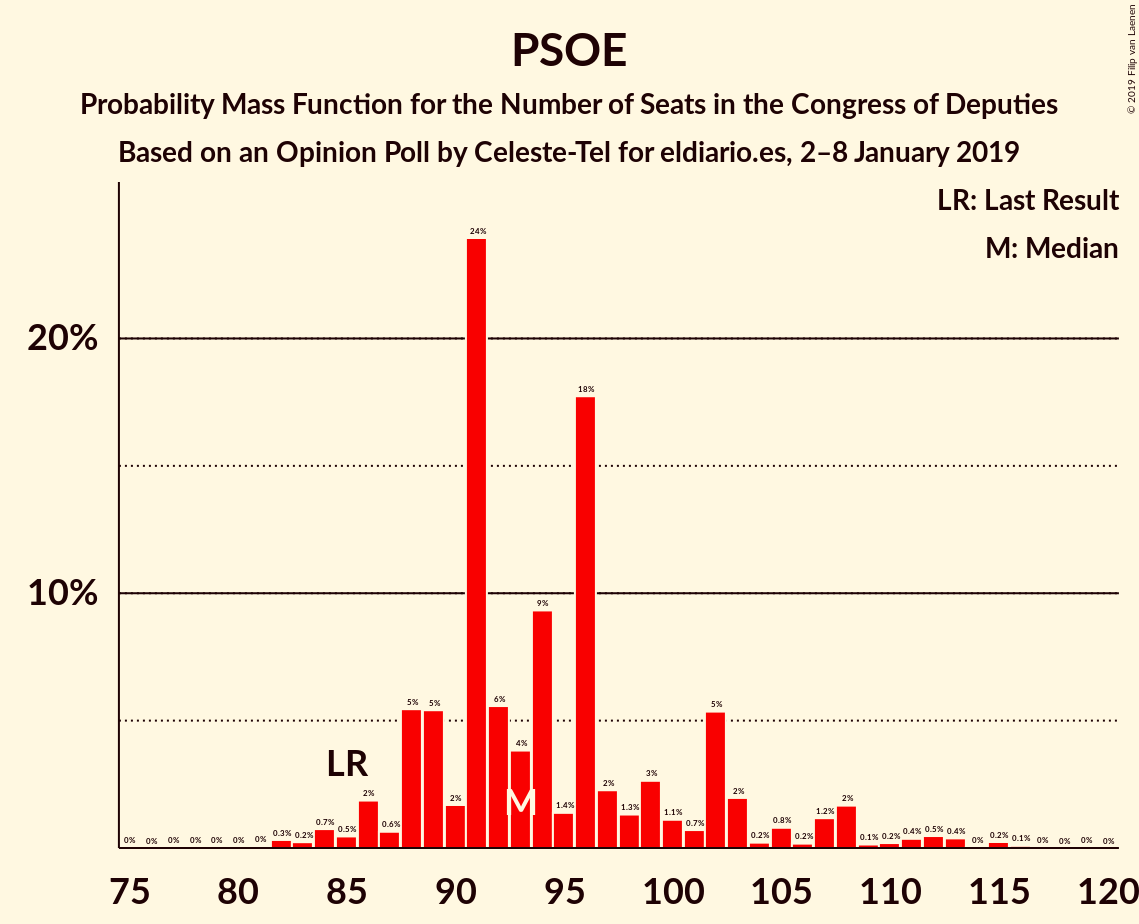 PSOE
Probability Mass Function for the Number of Seats in the Congress of Deputies
Based on an Opinion Poll by Celeste-Tel for eldiario.es, 2–8 January 2019
© 2019 Filip van Laenen
LR: Last Result
M: Median
24%
20%
18%
10%
9%
5% 5% 6% 5%
4%
LR
3%
2% 2% 2% 2% 2%
M
1.4% 1.3% 1.1% 1.2%
0.7% 0.5% 0.6% 0.7% 0.8%
0% 0% 0% 0% 0% 0% 0% 0.3% 0.2% 0.2% 0.2% 0.1% 0.2% 0.4% 0.5% 0.4% 0% 0.2% 0.1% 0% 0% 0% 0%
75 80 85 90 95 100 105 110 115 120